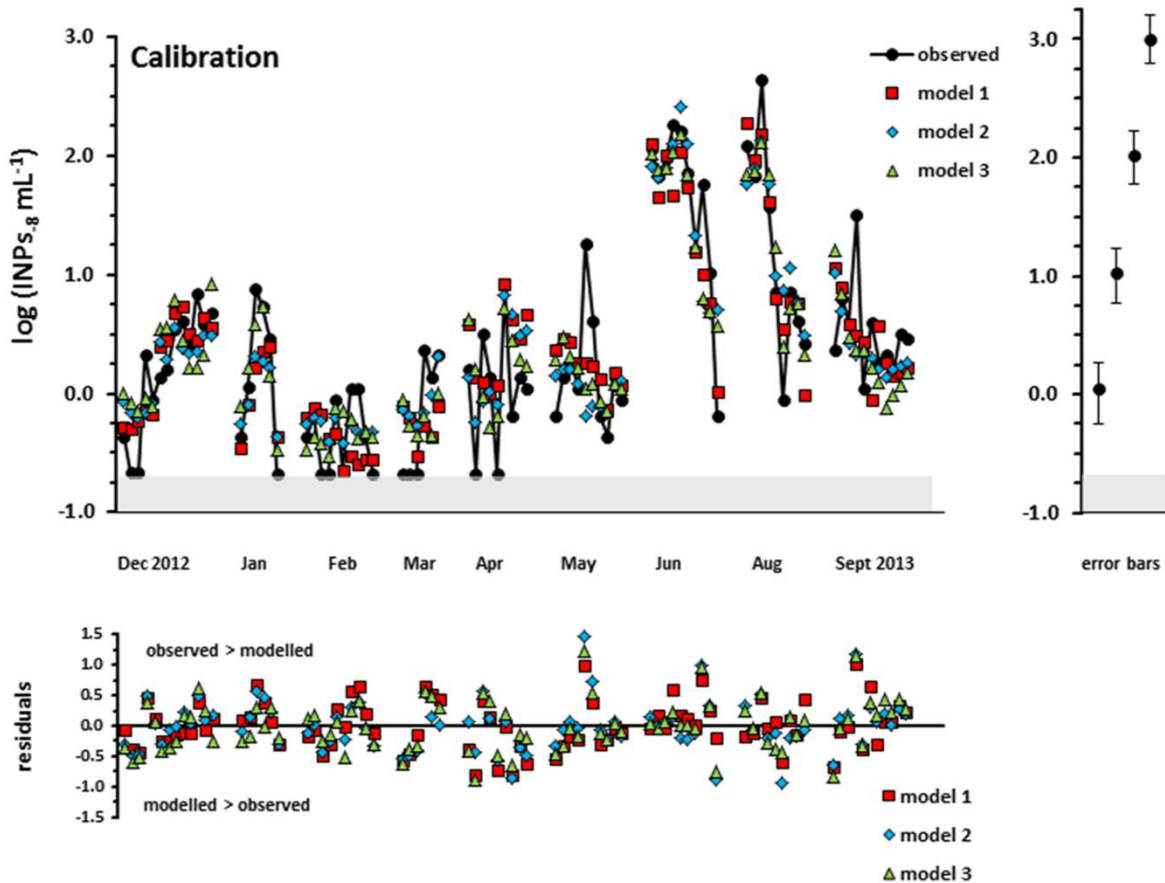 3.0
2.0
1.0
0.0
-1.0
log (INPs-8 mL-1)
Calibration
observed
model 1
model 2
model 3
Dec 2012 Jan Feb Mar Apr May Jun Aug Sept 2013
3.0
2.0
1.0
0.0
-1.0
error bars
1.5
1.0
0.5
0.0
-0.5
-1.0
-1.5
residuals
observed > modelled
modelled > observed
model 1
model 2
model 3